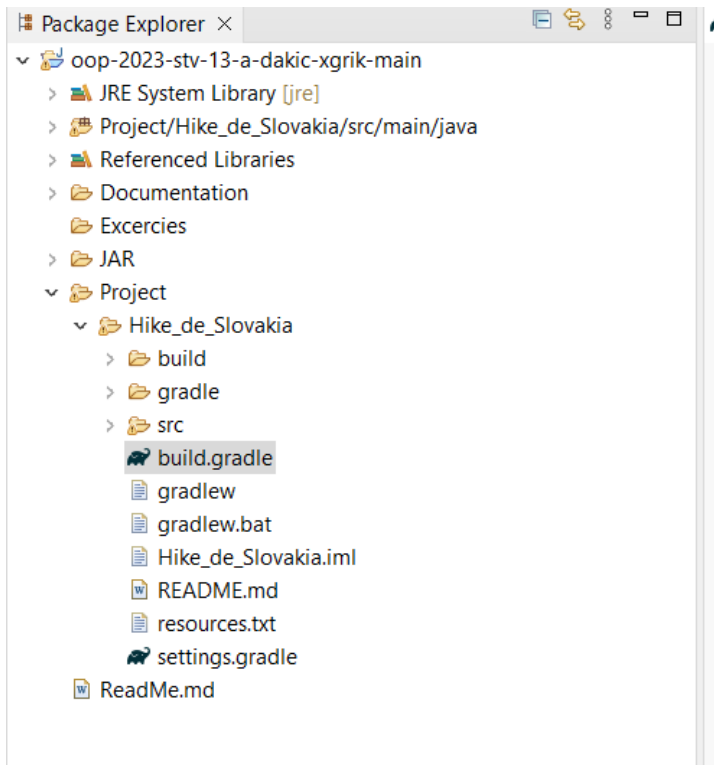 Package Explorer
oop-2023-stv-13-a-dakic-xgrik-main
JRE System Library [jre]
Project/Hike_de_Slovakia/src/main/java
Referenced Libraries
Documentation
Excercies
JAR
Project
Hike_de_Slovakia
build
gradle
src
build.gradle
gradlew
gradlew.bat
Hike_de_Slovakia.iml
README.md
resources.txt
settings.gradle
ReadMe.md